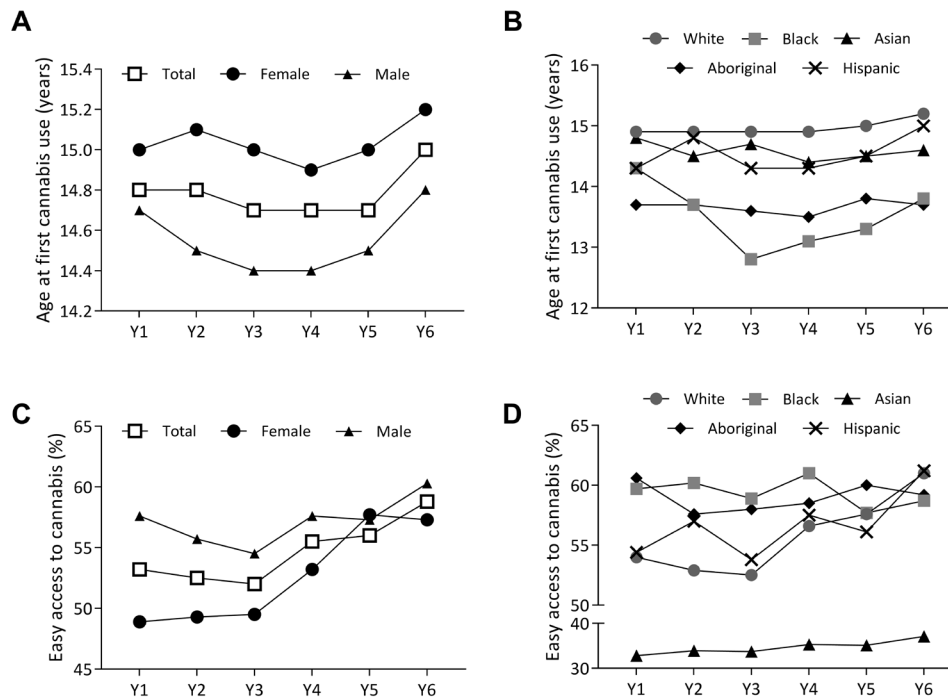 A
Total Female Male
Age at first cannabis use (years)
15.4
15.2
15.0
14.8
14.6
14.4
14.2
Y1 Y2 Y3 Y4 Y5 Y6
B
White Black Asian
Aboriginal Hispanic
Age at first cannabis use (years)
16
15
14
13
12
Y1 Y2 Y3 Y4 Y5 Y6
C
Total Female Male
Easy access to cannabis (%)
65
60
55
50
45
Y1 Y2 Y3 Y4 Y5 Y6
D
White Black Asian
Aboriginal Hispanic
Easy access to cannabis (%)
65
60
55
50
40
30
Y1 Y2 Y3 Y4 Y5 Y6